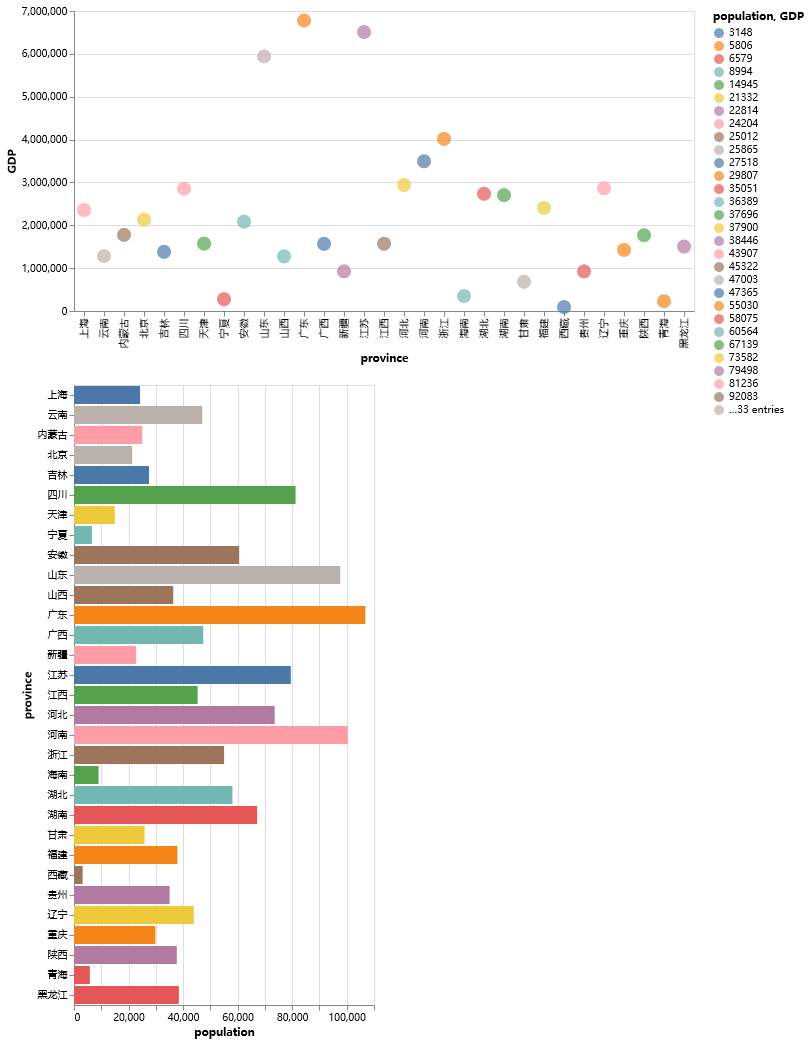 7,000,000
6,000,000
5,000,000
4,000,000
3,000,000
2,000,000
1,000,000
0
GDP
上海
云南
内蒙古
北京
吉林
四川
天津
宁夏
安徽
山东
山西
广东
广西
新疆
江苏
江西
河北
河南
浙江
海南
湖北
湖南
甘肃
福建
西藏
贵州
辽宁
重庆
陕西
青海
黑龙江
province
population, GDP
3148
5806
6579
8994
14945
21332
22814
24204
25012
25865
27518
29807
35051
36389
37696
37900
38446
43907
45322
47003
47365
55030
58075
60564
67139
73582
79498
81236
92083
...33 entries
上海
云南
内蒙古
北京
吉林
四川
天津
宁夏
安徽
山东
山西
广东
广西
新疆
江苏
江西
河北
河南
浙江
海南
湖北
湖南
甘肃
福建
西藏
贵州
辽宁
重庆
陕西
青海
黑龙江
province
0 20,000 40,000 60,000 80,000 100,000
population